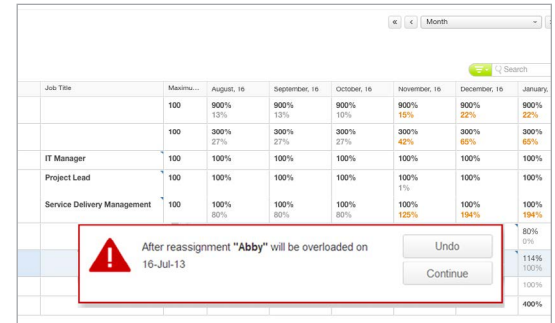 « ‹ Month
Search
Job Title Maximu... August, 16 September, 16 October, 16 November, 16 December, 16 January,
100 900% 900% 900% 900% 900% 900%
13% 13% 10% 15% 22% 22%
100 300% 300% 300% 300% 300% 300%
27% 27% 27% 42% 65% 65%
IT Manager 100 100% 100% 100% 100% 100% 100%
Project Lead 100 100% 100% 100% 100% 100% 100%
1%
Service Delivery Management 100 100% 100% 100% 100% 100% 100%
80% 80% 80% 125% 194% 194%
80%
0%
114%
100%
100%
400%
After reassignment "Abby" will be overloaded on
16-Jul-13
Undo
Continue